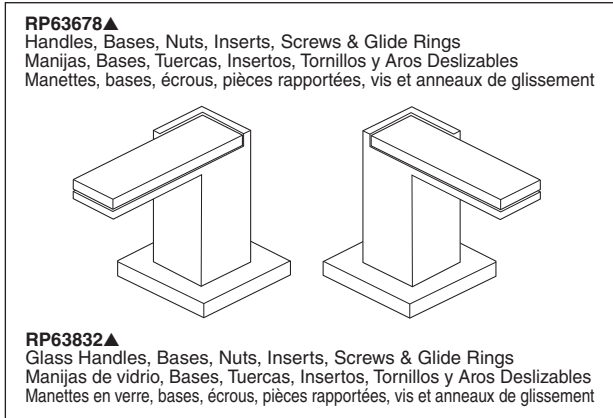 RP63678▲
Handles, Bases, Nuts, Inserts, Screws & Glide Rings
Manijas, Bases, Tuercas, Insertos, Tornillos y Aros Deslizables
Manettes, bases, écrous, pièces rapportées, vis et anneaux de glissement
RP63832▲
Glass Handles, Bases, Nuts, Inserts, Screws & Glide Rings
Manijas de vidrio, Bases, Tuercas, Insertos, Tornillos y Aros Deslizables
Manettes en verre, bases, écrous, pièces rapportées, vis et anneaux de glissement